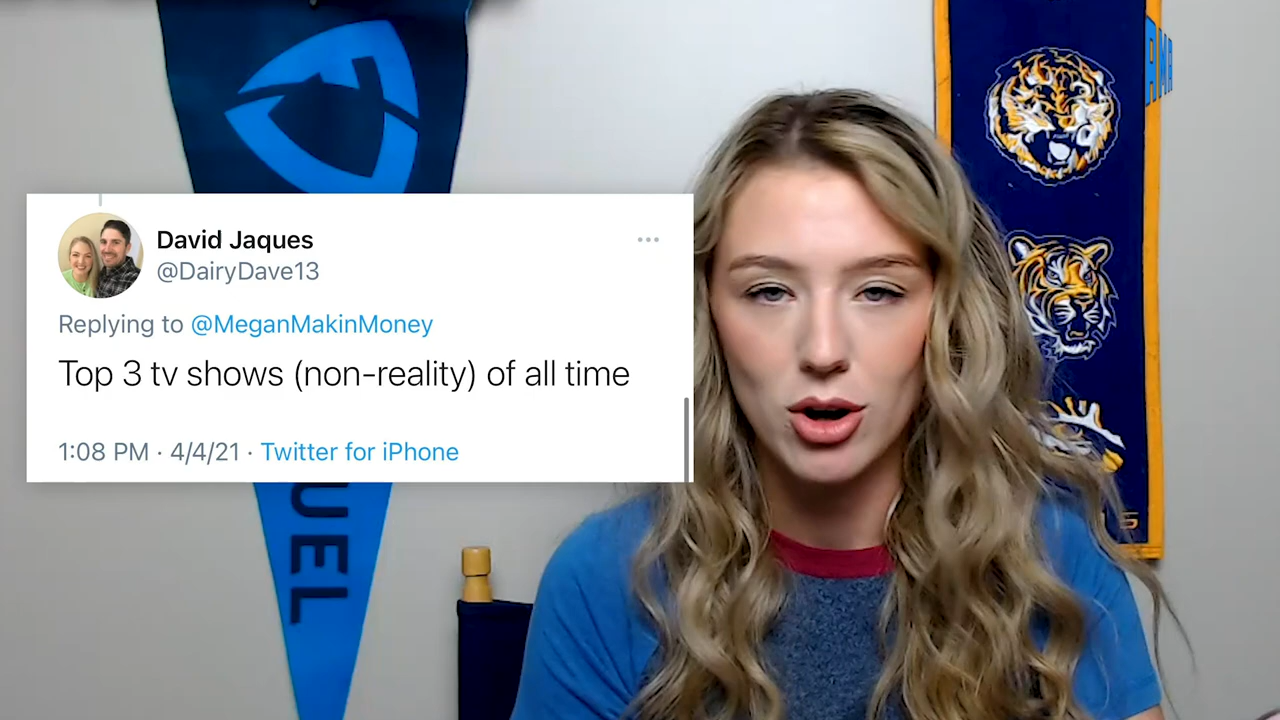 David Jaques
@DairyDave13
Replying to @MeganMakinMoney
Top 3 tv shows (non-reality) of all time
1:08 PM · 4/4/21 · Twitter for iPhone
UEL